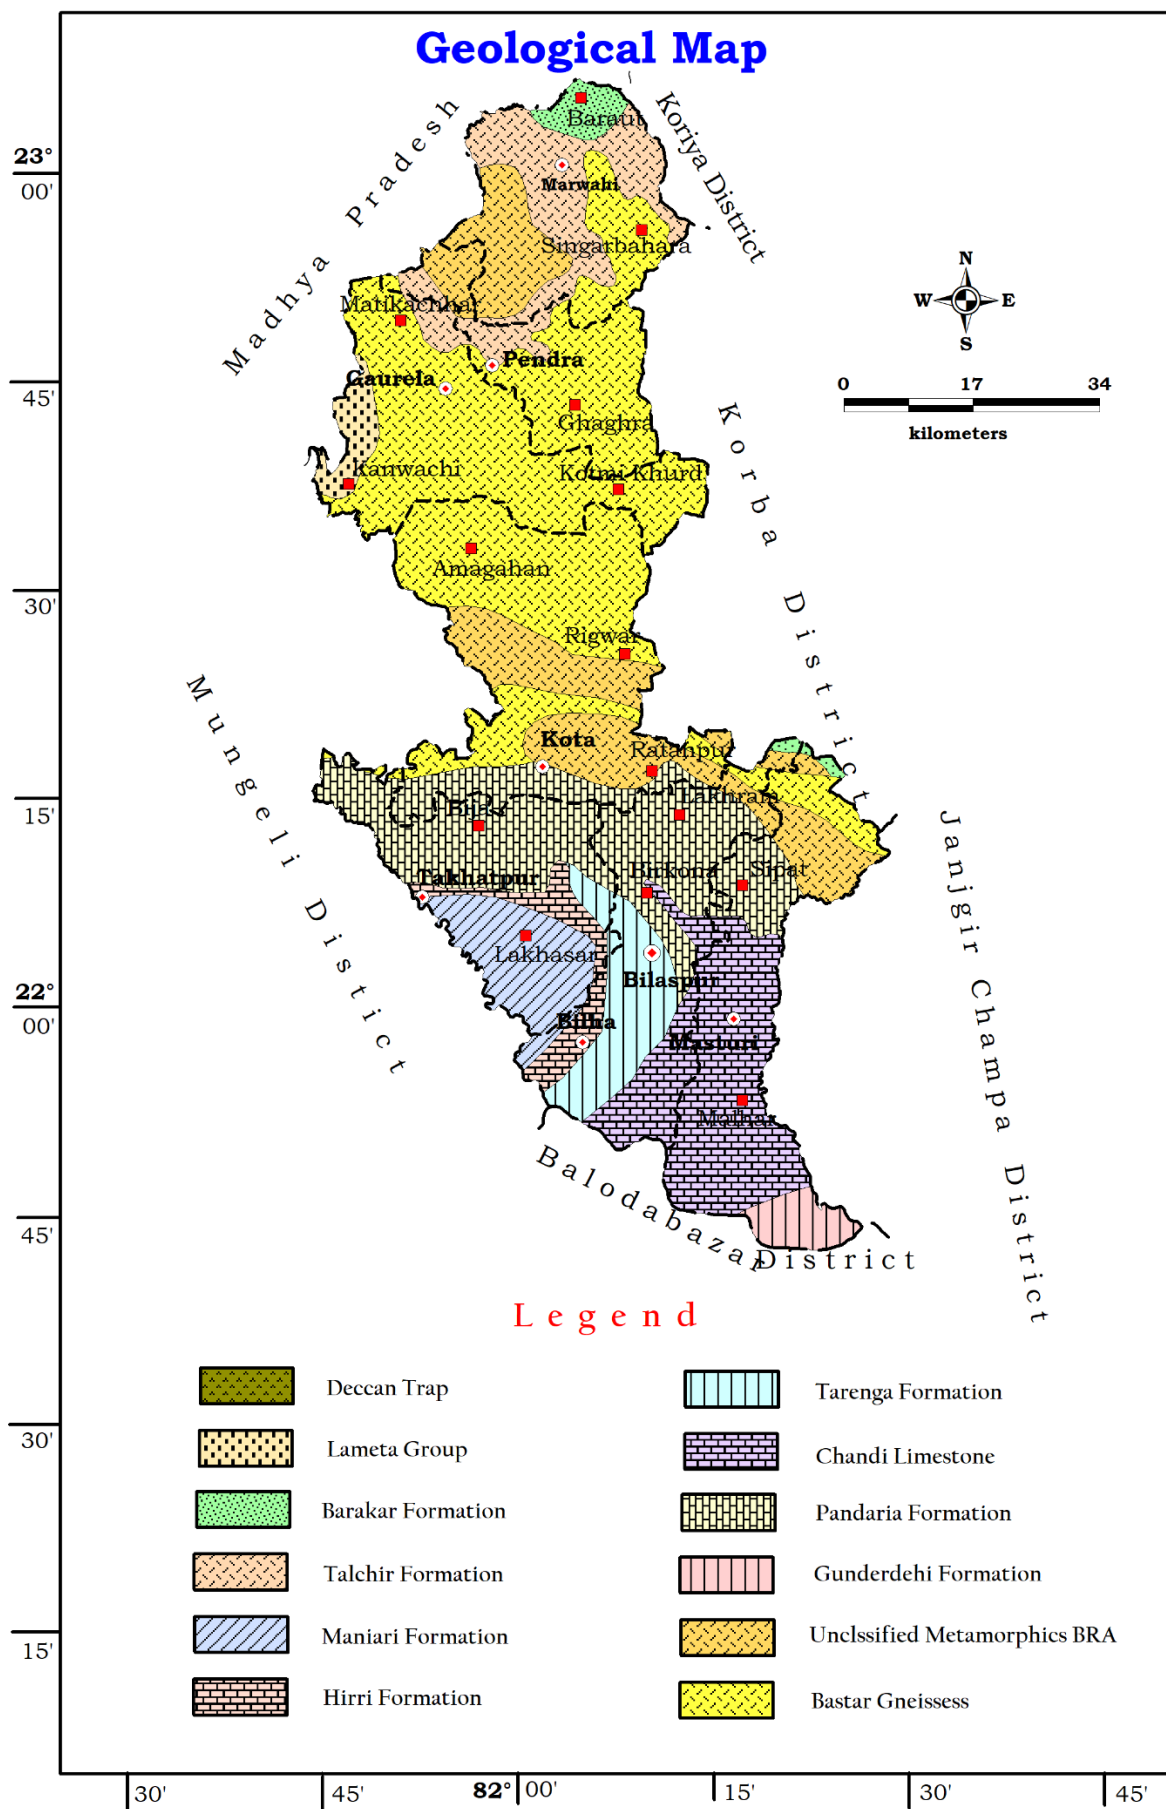 Geological Map
Madhya Pradesh
Koriya District
Baraut
23°
00'
Marwahi
Singarbahara
N
W E
S
Matikachhar
Pendra
Gaurela
45'
0 17 34
kilometers
Ghaghra
Korba District
Kanwachi
Kotmi Khurd
Amagahan
30'
Rigwar
Mungeli Distict
Kota
Ratanpur
15'
Bija
Lakhram
Janjgir Champa District
Takhatpur
Birkona
Sipat
Lakhasar
Bilaspur
22°
00'
Bilha
Masturi
Malhar
Balodabazar
District
45'
Legend
Deccan Trap
Lameta Group
Barakar Formation
Talchir Formation
Maniari Formation
Hirri Formation
Tarenga Formation
Chandi Limestone
Pandaria Formation
Gunderdehi Formation
Unclssified Metamorphics BRA
Bastar Gneissess
30'
15'
30' 45' 82° 00' 15' 30' 45'